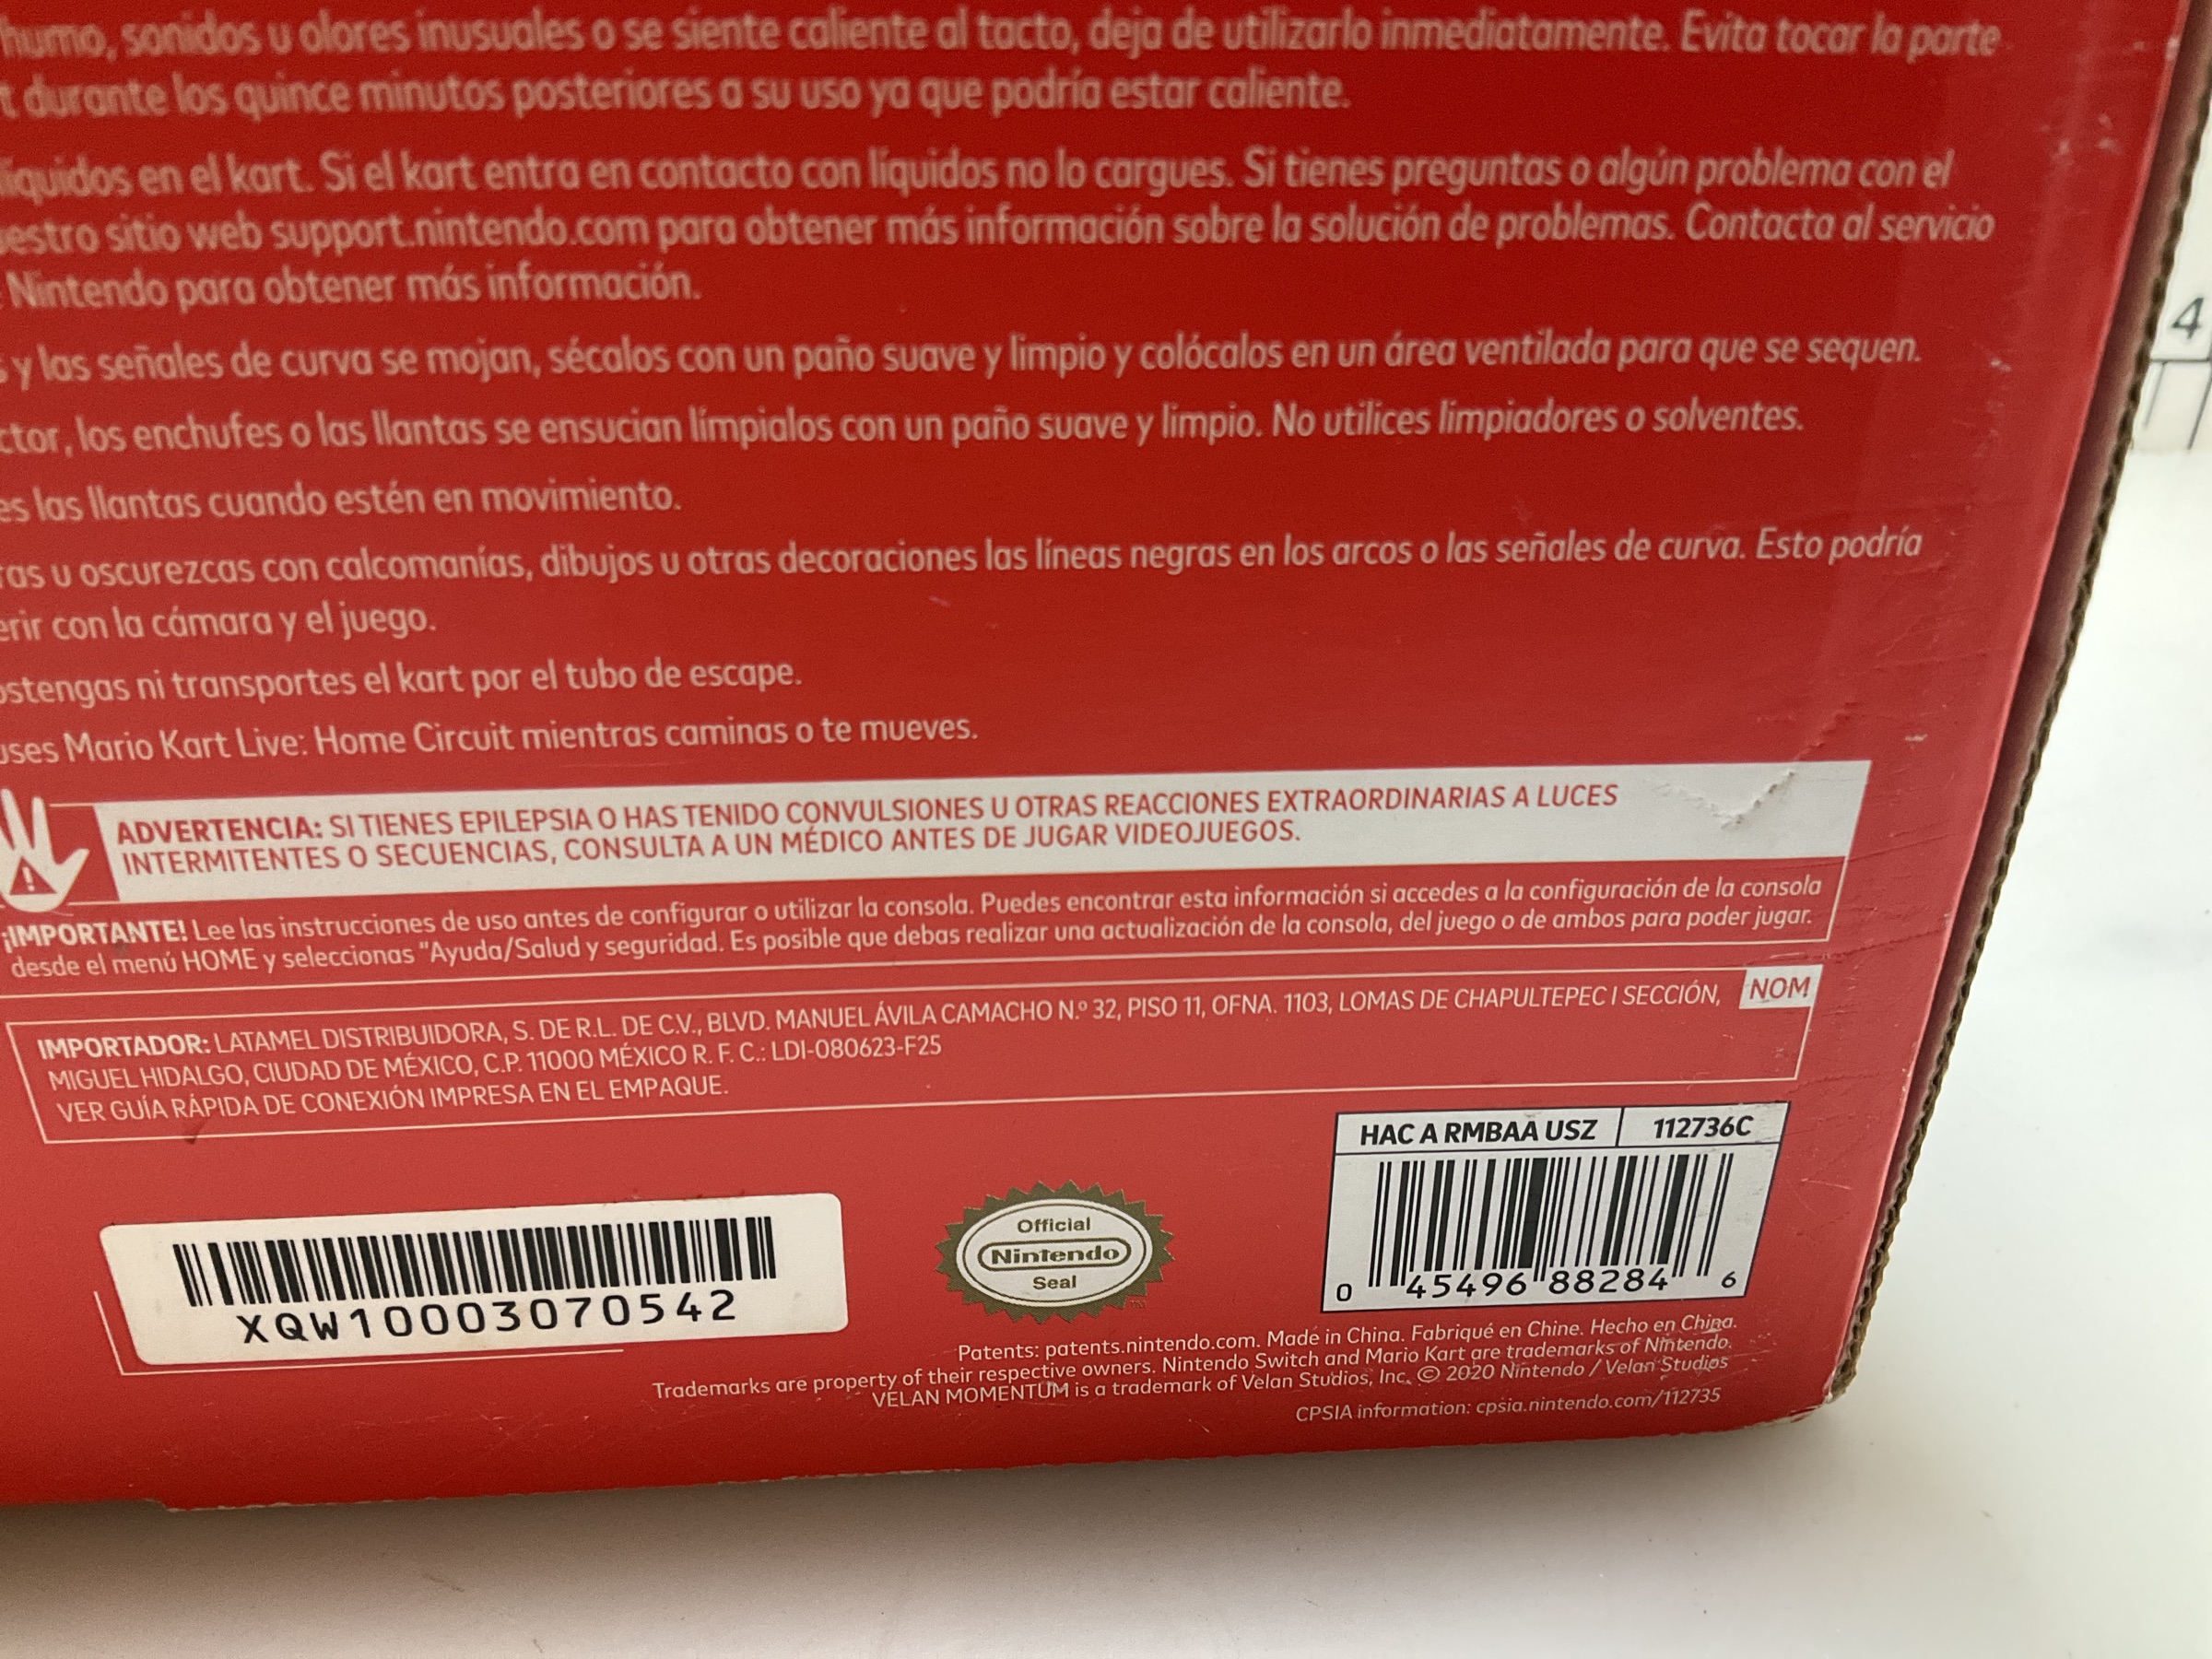 humo, sonidos u olores inusuales o se siente caliente al tacto, deja de utilizarlo inmediatamente. Evita tocar la parte
t durante los quince minutos posteriores a su uso ya que podría estar caliente.
líquidos en el kart. Si el kart entra en contacto con líquidos no lo cargues. Si tienes preguntas o algún problema con el
estro sitio web support.nintendo.com para obtener más información sobre la solución de problemas. Contacta al servicio
Nintendo para obtener más información.
s y las señales de curva se mojan, sécalos con un paño suave y limpio y colócalos en un área ventilada para que se sequen.
ctor, los enchufes o las llantas se ensucian límpialos con un paño suave y limpio. No utilices limpiadores o solventes.
es las llantas cuando estén en movimiento.
ras u oscurezcas con calcomanías, dibujos u otras decoraciones las líneas negras en los arcos o las señales de curva. Esto podría
erir con la cámara y el juego.
ostengas ni transportes el kart por el tubo de escape.
uses Mario Kart Live: Home Circuit mientras caminas o te mueves.
ADVERTENCIA: SI TIENES EPILEPSIA O HAS TENIDO CONVULSIONES U OTRAS REACCIONES EXTRAORDINARIAS A LUCES
INTERMITENTES O SECUENCIAS, CONSULTA A UN MÉDICO ANTES DE JUGAR VIDEOJUEGOS.
¡IMPORTANTE! Lee las instrucciones de uso antes de configurar o utilizar la consola. Puedes encontrar esta información si accedes a la configuración de la consola
desde el menú HOME y seleccionas "Ayuda/Salud y seguridad. Es posible que debas realizar una actualización de la consola, del juego o de ambos para poder jugar.
IMPORTADOR: LATAMEL DISTRIBUIDORA, S. DE R.L. DE C.V., BLVD. MANUEL ÁVILA CAMACHO N.º 32, PISO 11, OFNA. 1103, LOMAS DE CHAPULTEPEC I SECCIÓN,
MIGUEL HIDALGO, CIUDAD DE MÉXICO, C.P. 11000 MÉXICO R. F. C.: LDI-080623-F25
VER GUÍA RÁPIDA DE CONEXIÓN IMPRESA EN EL EMPAQUE.
NOM
HAC A RMBAA USZ 112736C
0 45496 88284 6
XQW10003070542
Official
Nintendo
Seal
TM
Patents: patents.nintendo.com. Made in China. Fabriqué en Chine. Hecho en China.
Trademarks are property of their respective owners. Nintendo Switch and Mario Kart are trademarks of Nintendo.
VELAN MOMENTUM is a trademark of Velan Studios, Inc. © 2020 Nintendo / Velan Studios
CPSIA information: cpsia.nintendo.com/112735
4